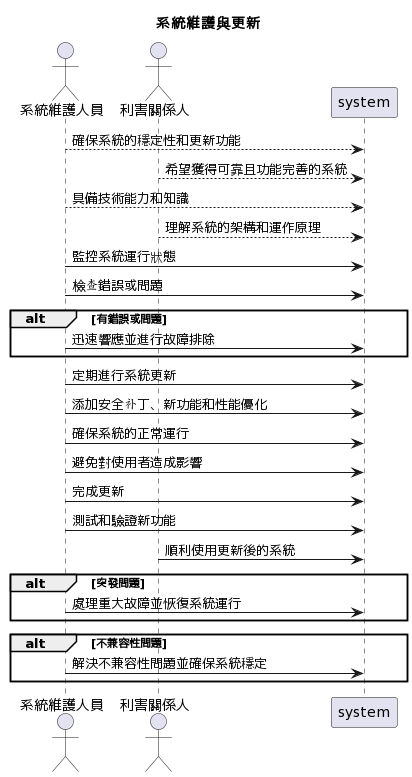 系統維護與更新
系統維護人員
利害關係人
system
確保系統的穩定性和更新功能
希望獲得可靠且功能完善的系統
具備技術能力和知識
理解系統的架構和運作原理
監控系統運行狀態
檢查錯誤或問題
alt [有錯誤或問題]
迅速響應並進行故障排除
定期進行系統更新
添加安全补丁、新功能和性能優化
確保系統的正常運行
避免對使用者造成影響
完成更新
測試和驗證新功能
順利使用更新後的系統
alt [突發問題]
處理重大故障並恢復系統運行
alt [不兼容性問題]
解決不兼容性問題並確保系統穩定
系統維護人員
利害關係人
system